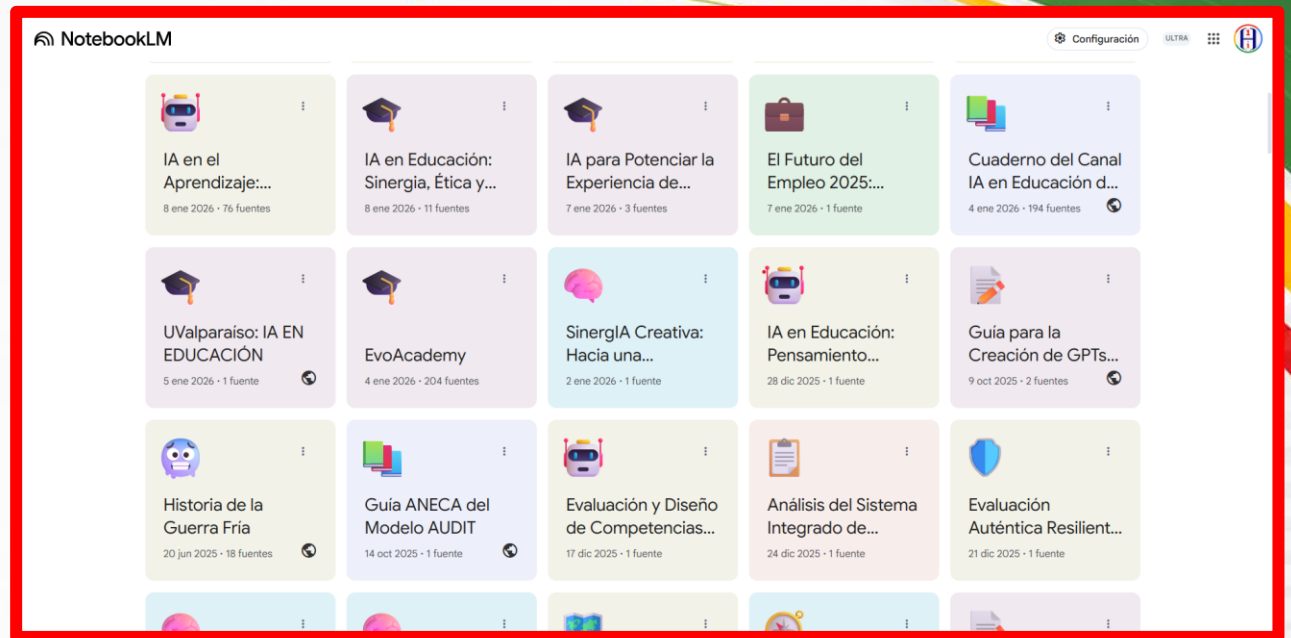 NotebookLM
Configuración
ULTRA
IA en el
Aprendizaje:...
8 ene 2026 · 76 fuentes
IA en Educación:
Sinergia, Ética y...
8 ene 2026 · 11 fuentes
IA para Potenciar la
Experiencia de...
7 ene 2026 · 3 fuentes
El Futuro del
Empleo 2025:...
7 ene 2026 · 1 fuente
Cuaderno del Canal
IA en Educación d...
4 ene 2026 · 194 fuentes
UValparaíso: IA EN
EDUCACIÓN
5 ene 2026 · 1 fuente
EvoAcademy
4 ene 2026 · 204 fuentes
SinergIA Creativa:
Hacia una...
2 ene 2026 · 1 fuente
IA en Educación:
Pensamiento...
28 dic 2025 · 1 fuente
Guía para la
Creación de GPTs...
9 oct 2025 · 2 fuentes
Historia de la
Guerra Fría
20 jun 2025 · 18 fuentes
Guía ANECA del
Modelo AUDIT
14 oct 2025 · 1 fuente
Evaluación y Diseño
de Competencias...
17 dic 2025 · 1 fuente
Análisis del Sistema
Integrado de...
24 dic 2025 · 1 fuente
Evaluación
Auténtica Resilient...
21 dic 2025 · 1 fuente